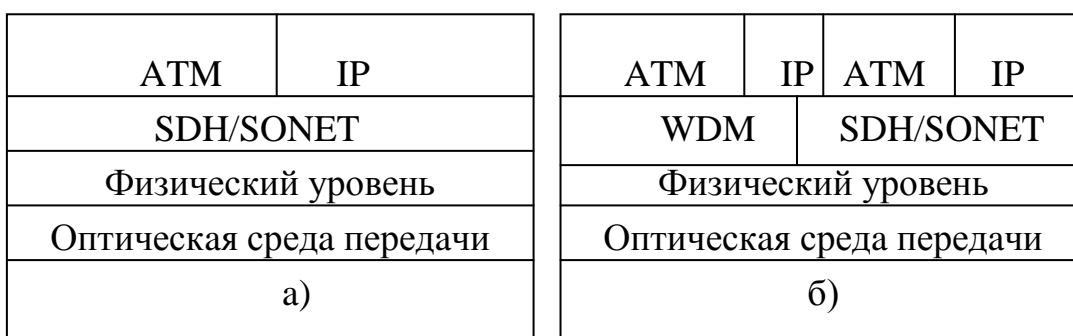 ATM IP
SDH/SONET
Физический уровень
Оптическая среда передачи
а)
ATM IP ATM IP
WDM SDH/SONET
Физический уровень
Оптическая среда передачи
б)